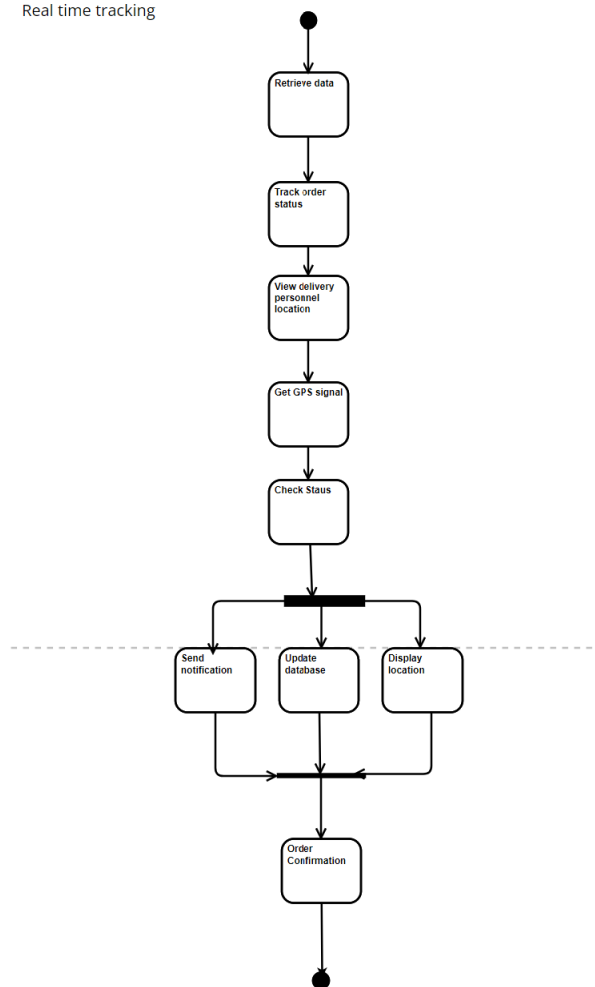 Real time tracking
Retrieve data
Track order
status
View delivery
personnel
location
Get GPS signal
Check Staus
Send
notification
Update
database
Display
location
Order
Confirmation